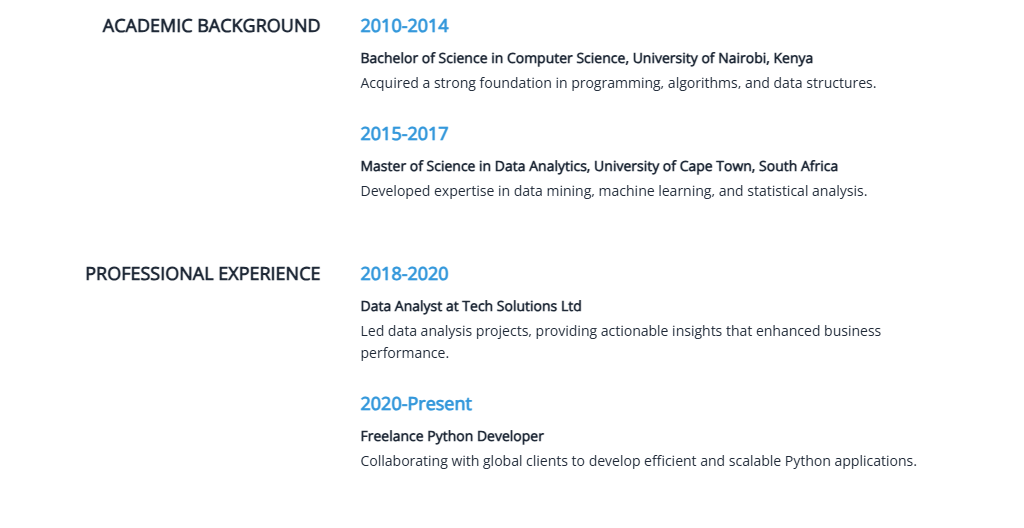 ACADEMIC BACKGROUND
2010-2014
Bachelor of Science in Computer Science, University of Nairobi, Kenya
Acquired a strong foundation in programming, algorithms, and data structures.
2015-2017
Master of Science in Data Analytics, University of Cape Town, South Africa
Developed expertise in data mining, machine learning, and statistical analysis.
PROFESSIONAL EXPERIENCE
2018-2020
Data Analyst at Tech Solutions Ltd
Led data analysis projects, providing actionable insights that enhanced business
performance.
2020-Present
Freelance Python Developer
Collaborating with global clients to develop efficient and scalable Python applications.